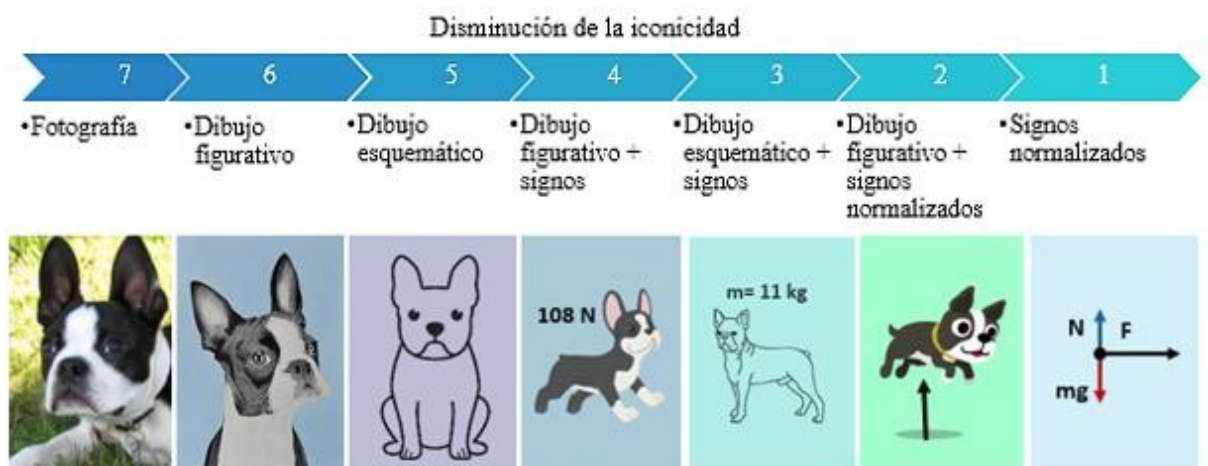 Disminución de la iconicidad
7 6 5 4 3 2 1
•Fotografía
•Dibujo
figurativo
•Dibujo
esquemático
•Dibujo
figurativo +
signos
•Dibujo
esquemático +
signos
•Dibujo
figurativo +
signos
normalizados
•Signos
normalizados
108 N
m= 11 kg
N F
mg